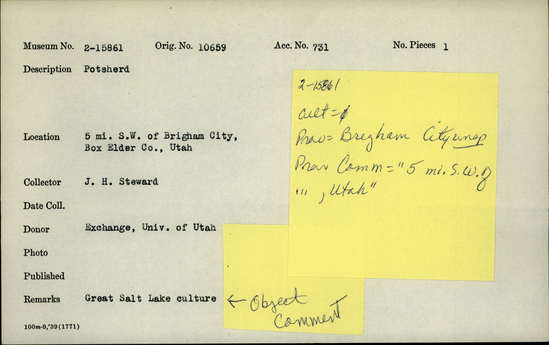 Museum No. 2-15861 Orig. No. 10659 Acc. No. 731 No. Pieces 1
Description Potsherd
2-15861
cult=
Prov= Bregham City
Location 5 mi. S.W. of Brigham City,
Box Elder Co., Utah
Prov Comm = "5 mi. S.W. of
"" , Utah"
Collector J. H. Steward
Date Coll.
Donor Exchange, Univ. of Utah
Photo
Published
Remarks Great Salt Lake culture ← Object
Comment
100m-8,'39(1771)